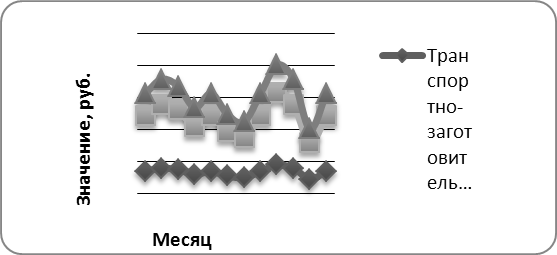 Значение, руб.
Месяц
Тран
спор
тно-
загот
овит
ель...